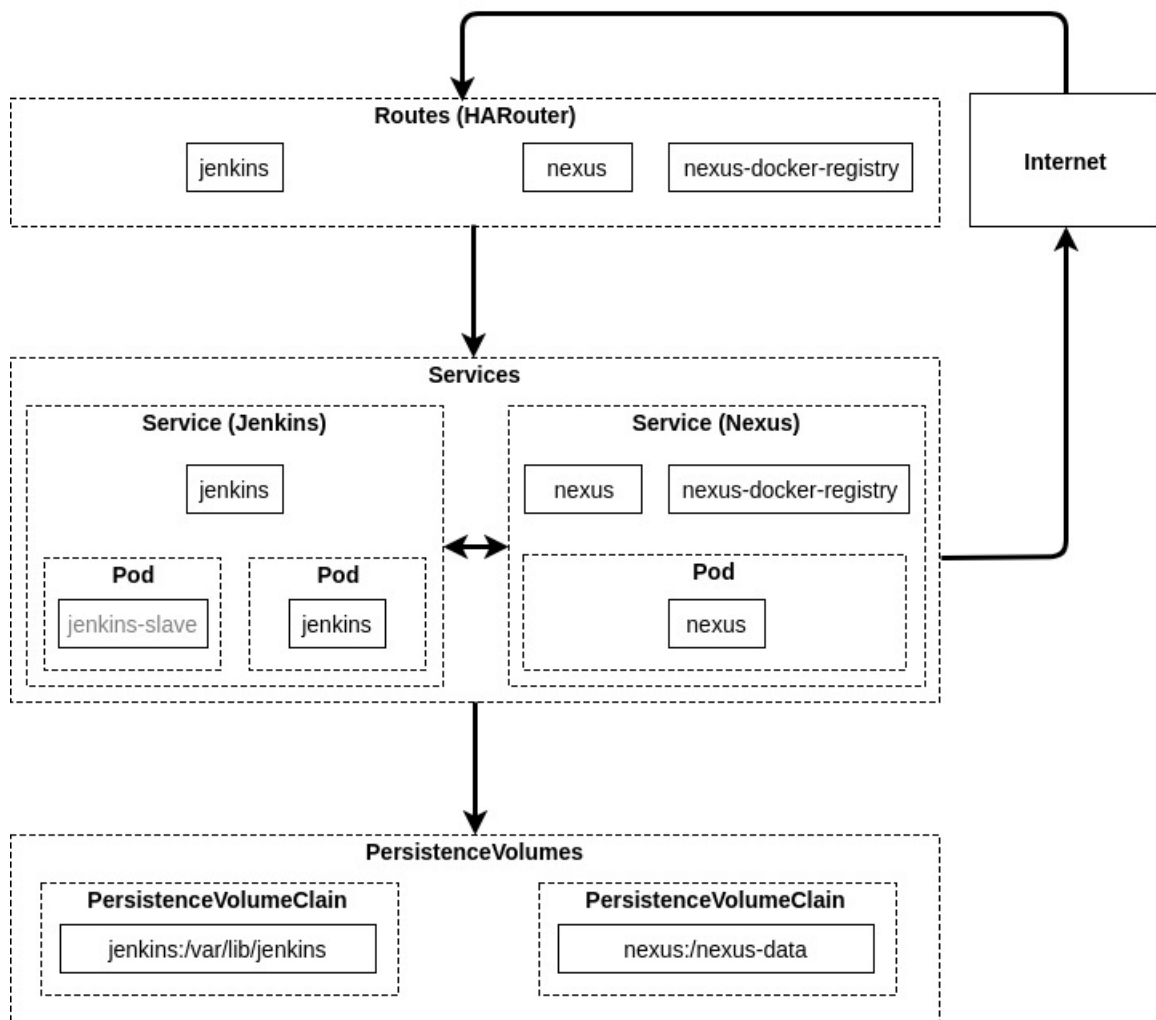 Routes (HARouter)
jenkins
nexus
nexus-docker-registry
Internet
Services
Service (Jenkins)
jenkins
Pod
jenkins-slave
Pod
jenkins
Service (Nexus)
nexus
nexus-docker-registry
Pod
nexus
PersistenceVolumes
PersistenceVolumeClain
jenkins:/var/lib/jenkins
PersistenceVolumeClain
nexus:/nexus-data